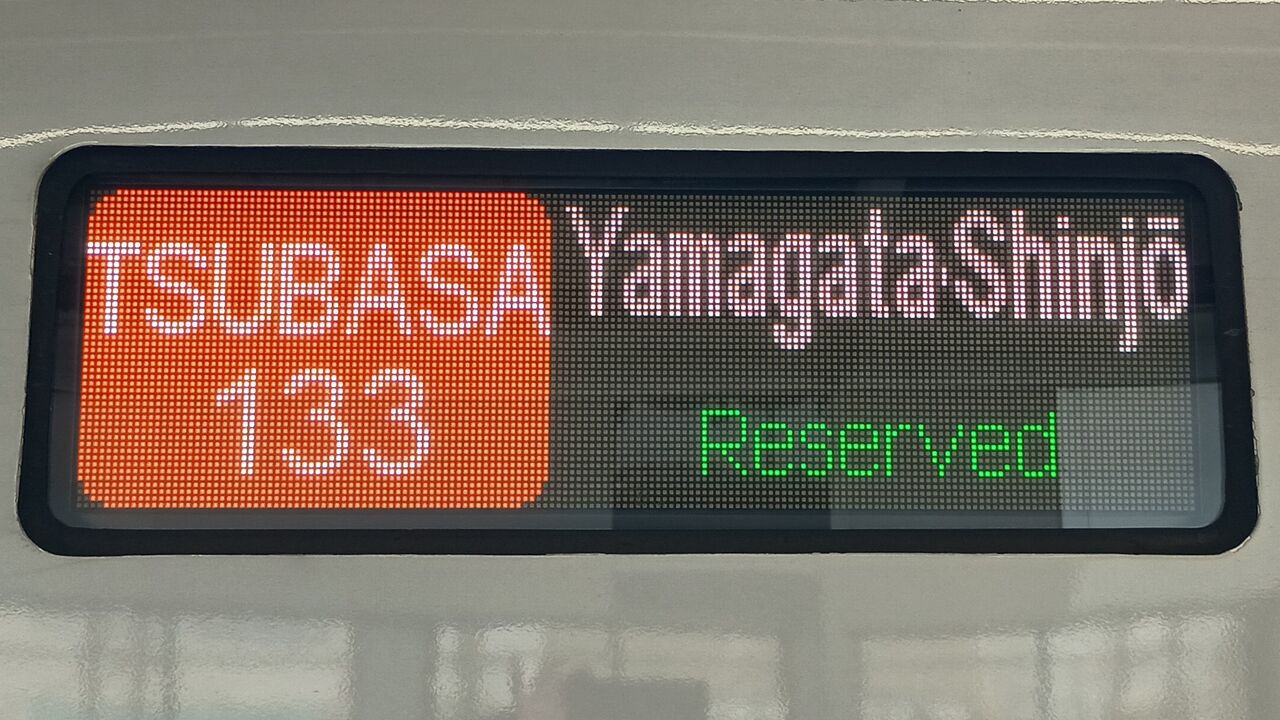 TSUBASA
133
Yamagata·Shinjō
Reserved